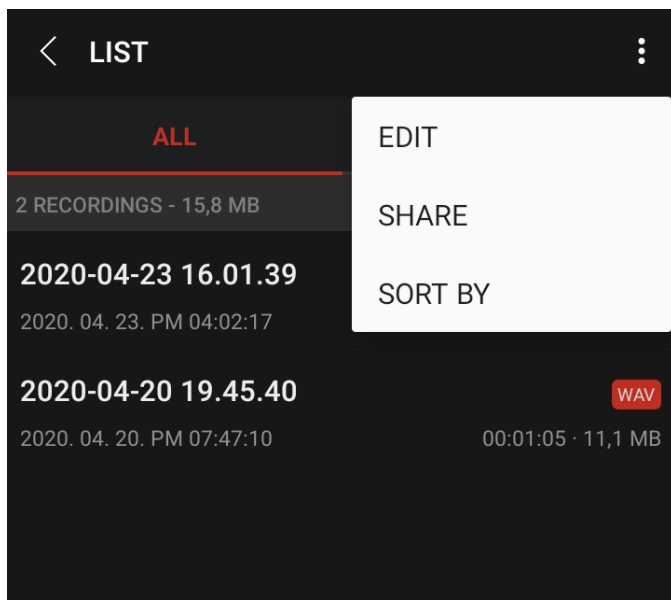 LIST
ALL
EDIT
2 RECORDINGS - 15,8 MB
SHARE
2020-04-23 16.01.39
SORT BY
2020. 04. 23. PM 04:02:17
2020-04-20 19.45.40
WAV
2020. 04. 20. PM 07:47:10
00:01:05 · 11,1 MB